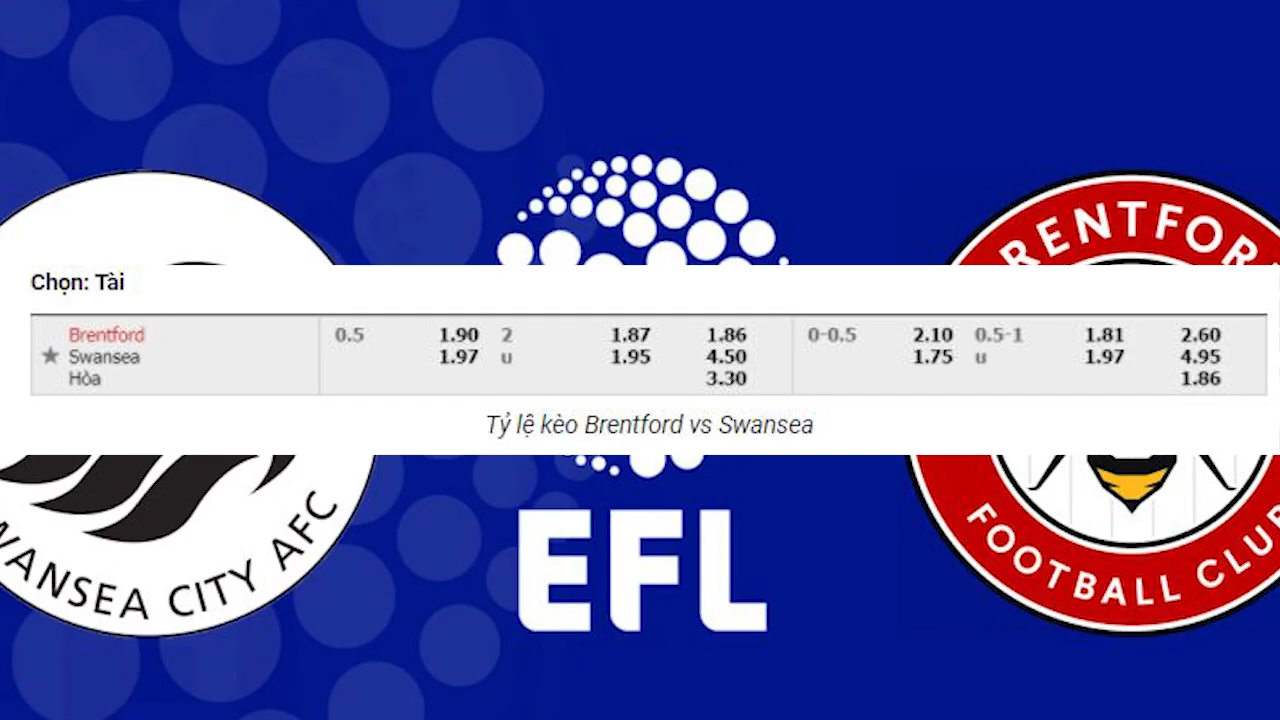 RENTFOR
Chọn: Tài
Brentford 0.5 1.90 2 1.87 1.86 0-0.5 2.10 0.5-1 1.81 2.60
Swansea 1.97 u 1.95 4.50 1.75 u 1.97 4.95
Hòa 3.30 1.86
Tỷ lệ kèo Brentford vs Swansea
WANSEA CITY AFC
EFL
FOOTBALL CLUB